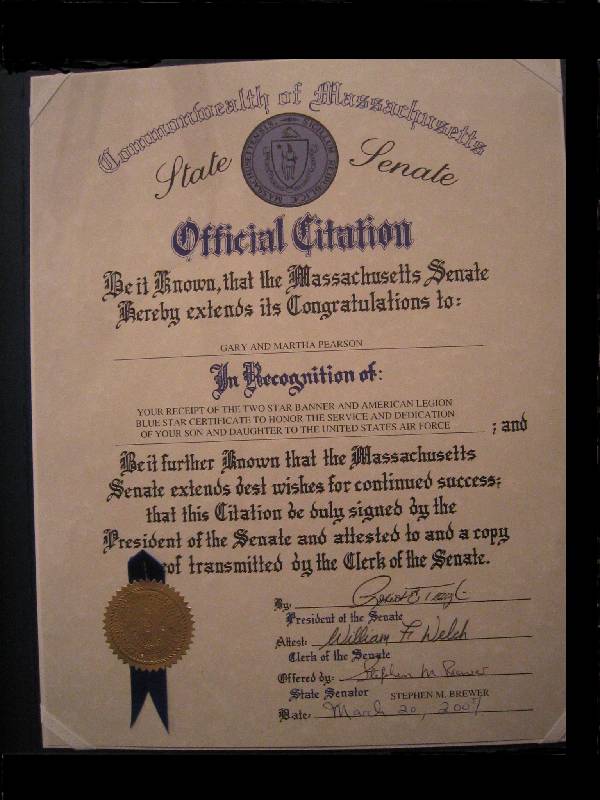 Commonwealth of Massachusetts
State Senate
Official Citation
Be it Known, that the Massachusetts Senate
Hereby extends its Congratulations to:
GARY AND MARTHA PEARSON
In Recognition of:
YOUR RECEIPT OF THE TWO STAR BANNER AND AMERICAN LEGION
BLUE STAR CERTIFICATE TO HONOR THE SERVICE AND DEDICATION
OF YOUR SON AND DAUGHTER TO THE UNITED STATES AIR FORCE ; and
Be it further Known that the Massachusetts
Senate extends best wishes for continued success;
that this Citation be duly signed by the
President of the Senate and attested to and a copy
of transmitted by the Clerk of the Senate.
By:
President of the Senate
Attest: William F. Welch
Clerk of the Senate
Offered by: Stephen M. Brewer
State Senator STEPHEN M. BREWER
Date: March 20, 2007